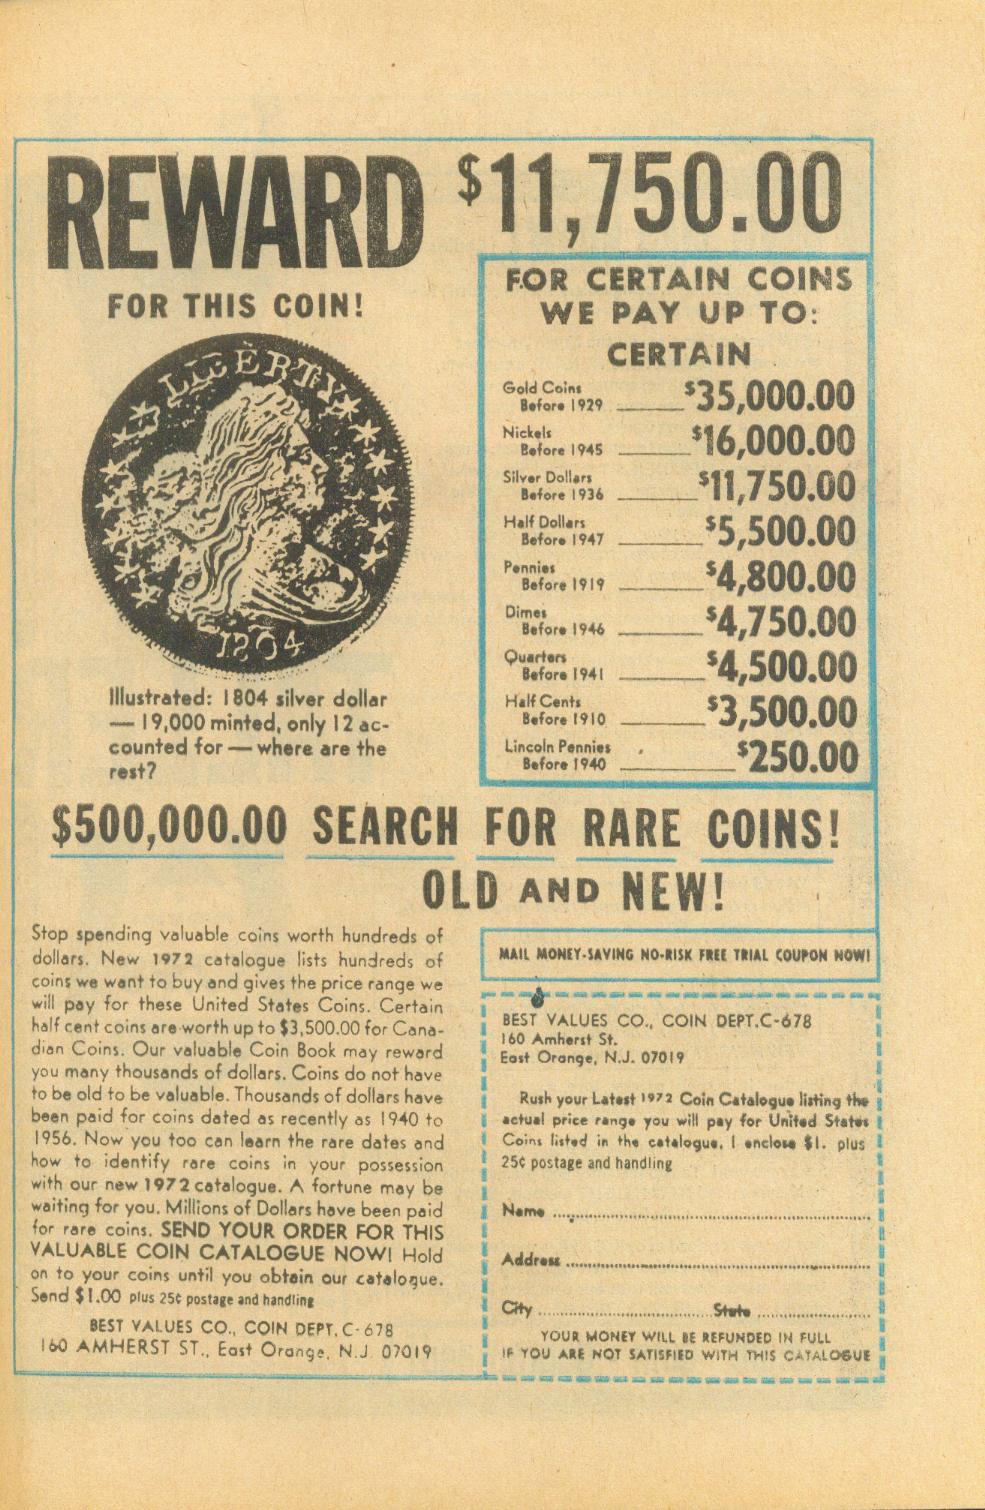 REWARD $11,750.00
FOR THIS COIN!
LIBERTY
1804
Illustrated: 1804 silver dollar
— 19,000 minted, only 12 ac-
counted for — where are the
rest?
FOR CERTAIN COINS
WE PAY UP TO:
CERTAIN
Gold Coins
Before 1929 ______ $35,000.00
Nickels
Before 1945 ______ $16,000.00
Silver Dollars
Before 1936 ______ $11,750.00
Half Dollars
Before 1947 ______ $5,500.00
Pennies
Before 1919 ______ $4,800.00
Dimes
Before 1946 ______ $4,750.00
Quarters
Before 1941 ______ $4,500.00
Half Cents
Before 1910 ______ $3,500.00
Lincoln Pennies
Before 1940 ______ $250.00
$500,000.00 SEARCH FOR RARE COINS!
OLD AND NEW!
Stop spending valuable coins worth hundreds of
dollars. New 1972 catalogue lists hundreds of
coins we want to buy and gives the price range we
will pay for these United States Coins. Certain
half cent coins are worth up to $3,500.00 for Cana-
dian Coins. Our valuable Coin Book may reward
you many thousands of dollars. Coins do not have
to be old to be valuable. Thousands of dollars have
been paid for coins dated as recently as 1940 to
1956. Now you too can learn the rare dates and
how to identify rare coins in your possession
with our new 1972 catalogue. A fortune may be
waiting for you. Millions of Dollars have been paid
for rare coins. SEND YOUR ORDER FOR THIS
VALUABLE COIN CATALOGUE NOW! Hold
on to your coins until you obtain our catalogue.
Send $1.00 plus 25¢ postage and handling
BEST VALUES CO., COIN DEPT. C-678
160 AMHERST ST., East Orange, N.J. 07019
MAIL MONEY-SAVING NO-RISK FREE TRIAL COUPON NOW!
BEST VALUES CO., COIN DEPT.C-678
160 Amherst St.
East Orange, N.J. 07019
Rush your Latest 1972 Coin Catalogue listing the
actual price range you will pay for United States
Coins listed in the catalogue. I enclose $1. plus
25¢ postage and handling
Name ..............................
Address ..............................
City .............................. State ....................
YOUR MONEY WILL BE REFUNDED IN FULL
IF YOU ARE NOT SATISFIED WITH THIS CATALOGUE